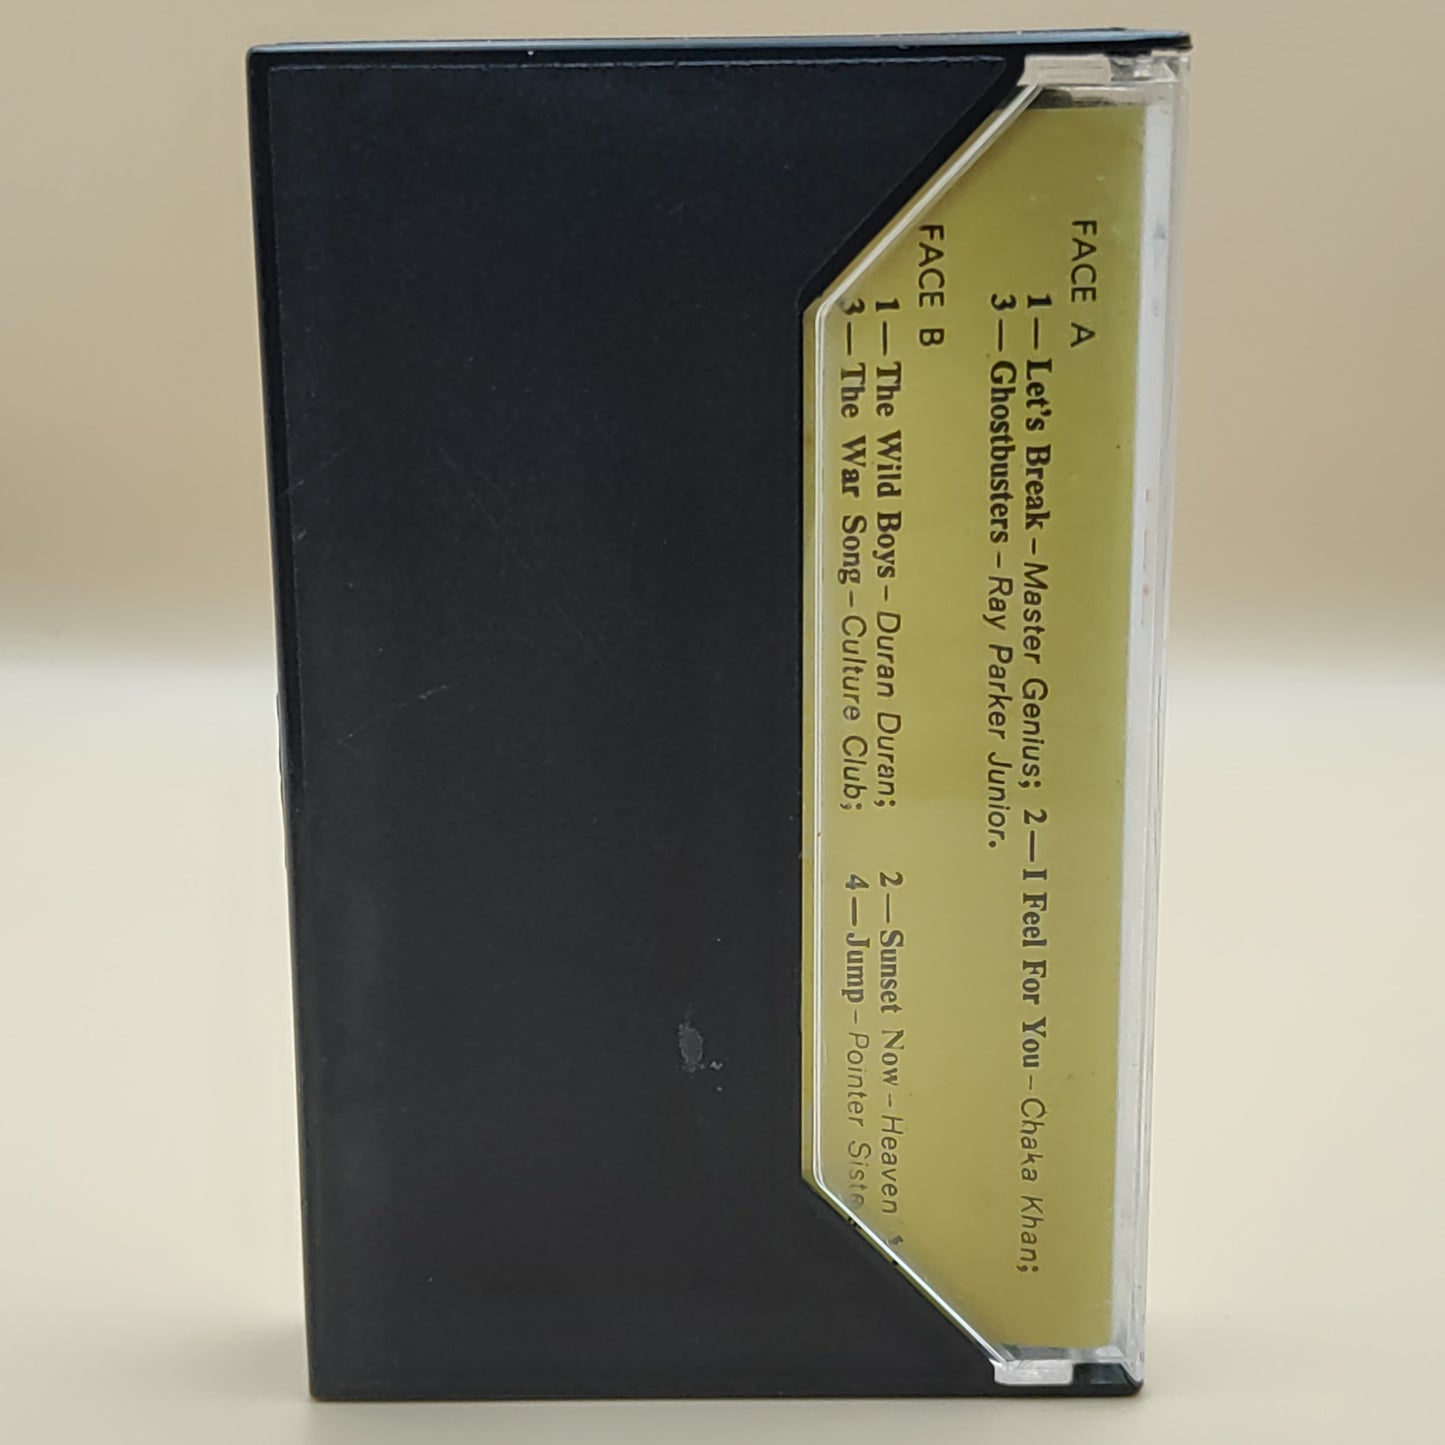 FACE A
1—Let's Break – Master Genius; 2—I Feel For You – Chaka Khan;
3—Ghostbusters – Ray Parker Junior.
FACE B
1—The Wild Boys – Duran Duran; 2—Sunset Now – Heaven
3—The War Song – Culture Club; 4—Jump – Pointer